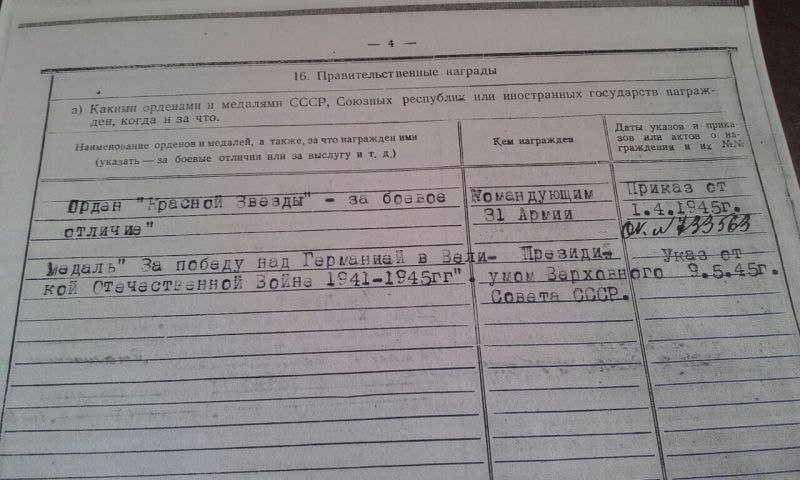 — 4 —
16. Правительственные награды
а) Какими орденами и медалями СССР, Союзных республик или иностранных государств награж-
ден, когда и за что.
Наименование орденов и медалей, а также, за что награжден ими
(указать — за боевые отличия или за выслугу и т. д.)
Кем награжден
Даты указов и прика-
зов или актов о на-
граждении и их №№
Орден "Красной Звезды" - за боевое
отличие"
Командующим
31 Армии
Приказ от
1.4.1945г.
Ок. № 733563
Медаль" За победу над Германией в Вели-
кой Отечественной Войне 1941-1945гг".
Президи-
умом Верховного
Совета СССР.
Указ от
9.5.45г.